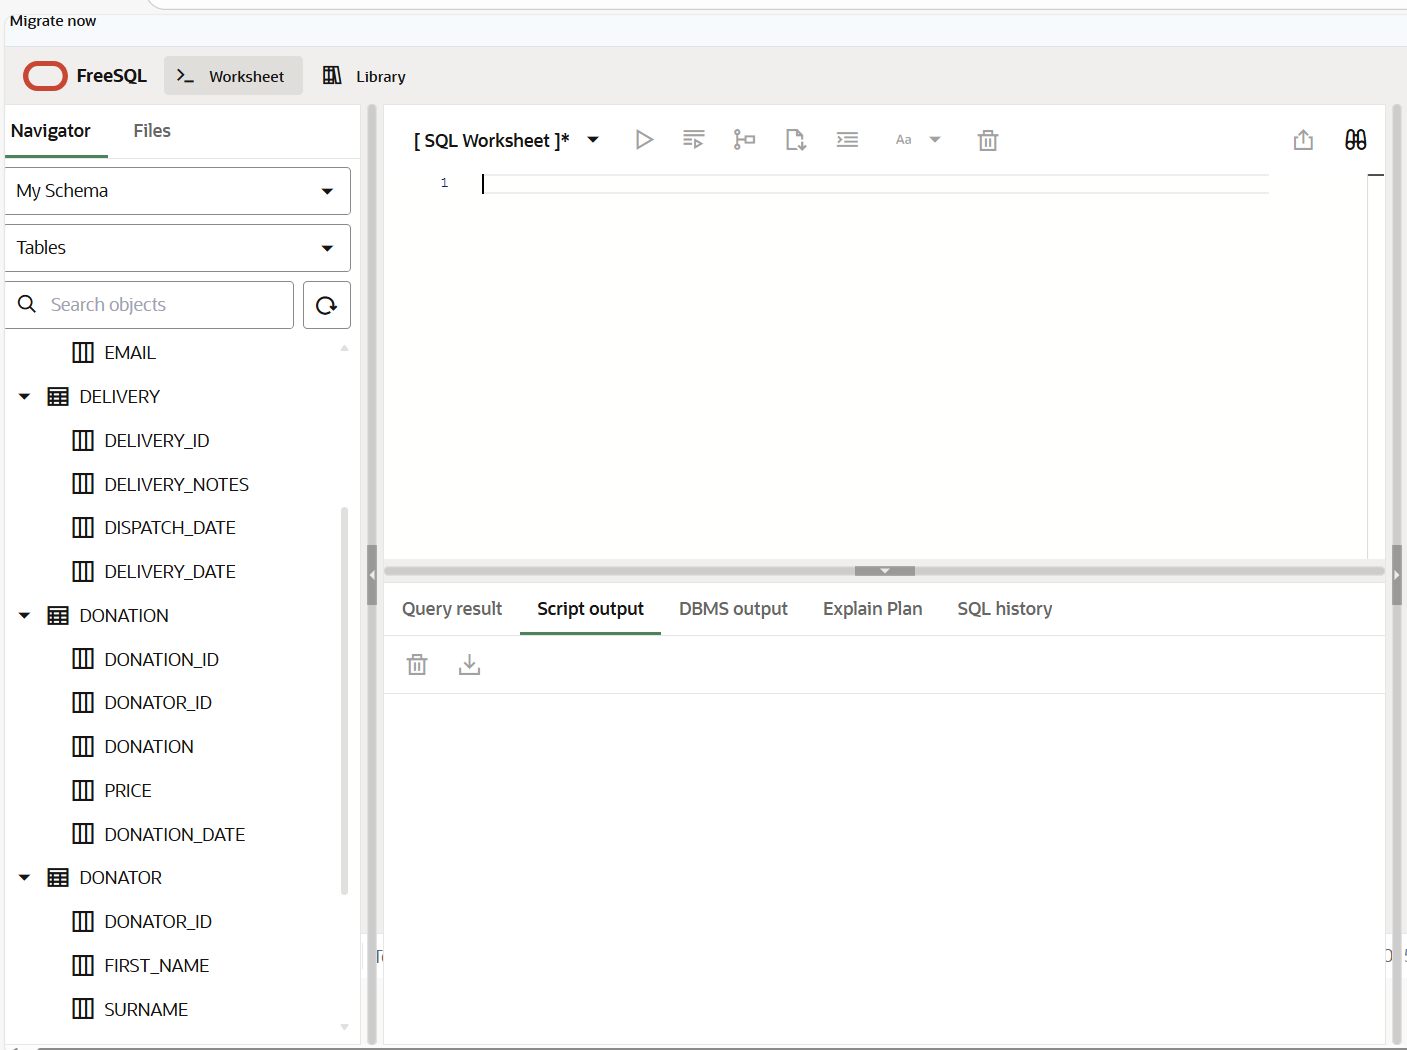 Migrate now
FreeSQL
Worksheet
Library
Navigator
Files
My Schema
Tables
Search objects
EMAIL
DELIVERY
DELIVERY_ID
DELIVERY_NOTES
DISPATCH_DATE
DELIVERY_DATE
DONATION
DONATION_ID
DONATOR_ID
DONATION
PRICE
DONATION_DATE
DONATOR
DONATOR_ID
FIRST_NAME
SURNAME
[ SQL Worksheet ]*
Aa
1
Query result
Script output
DBMS output
Explain Plan
SQL history